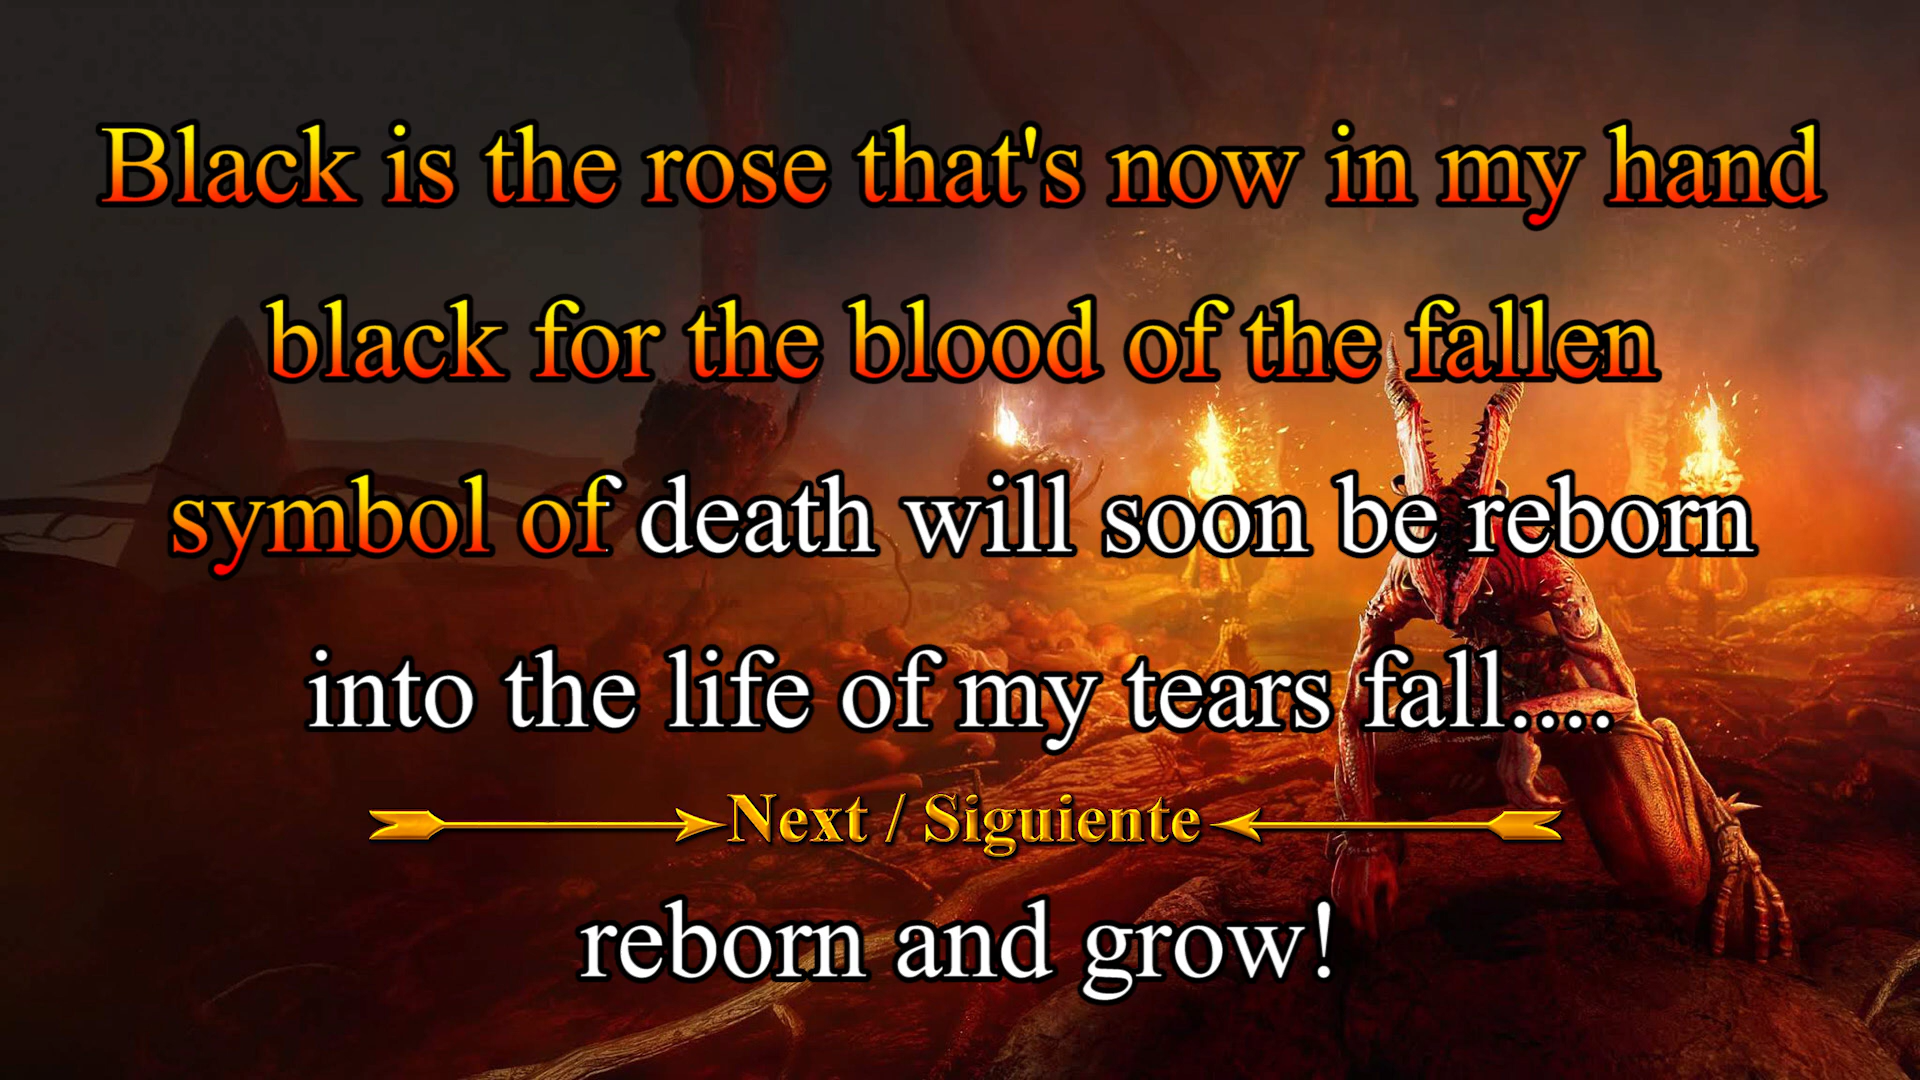 Black is the rose that's now in my hand
black for the blood of the fallen
symbol of death will soon be reborn
into the life of my tears fall....
Next / Siguiente
reborn and grow!